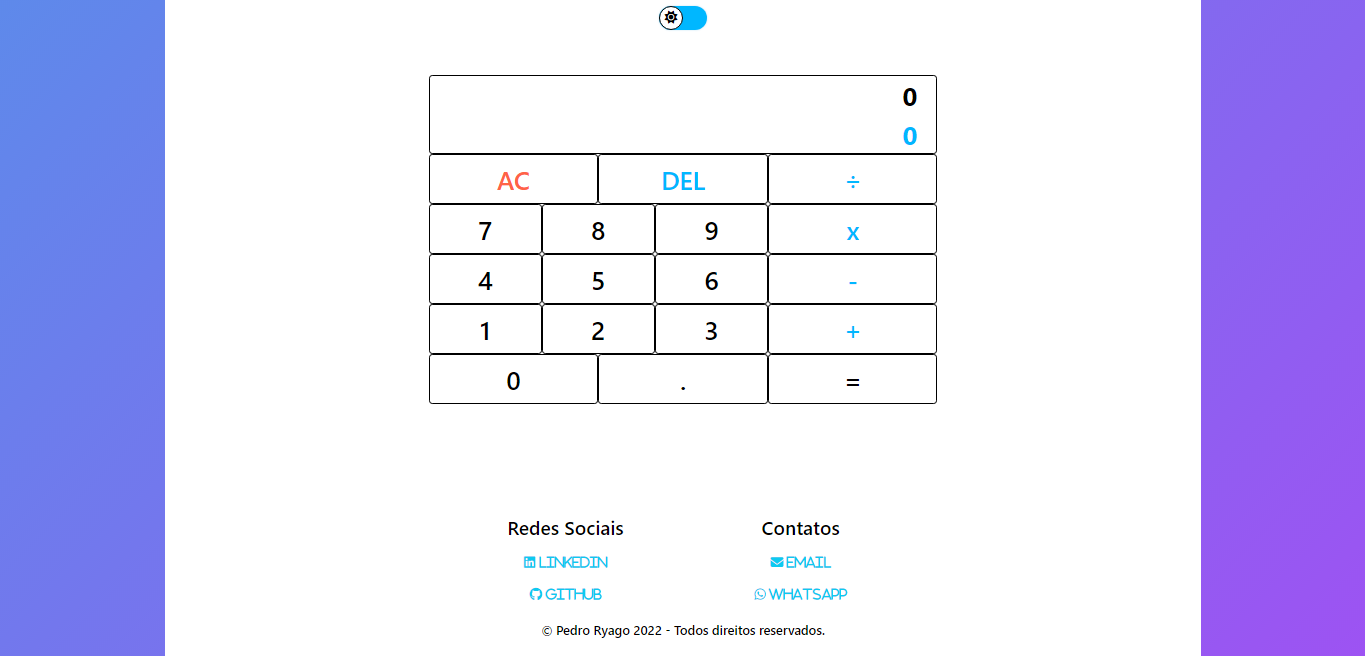 0
0
AC DEL ÷
7 8 9 x
4 5 6 -
1 2 3 +
0 . =
Redes Sociais Contatos
LINKEDIN EMAIL
GITHUB WHATSAPP
© Pedro Ryago 2022 - Todos direitos reservados.